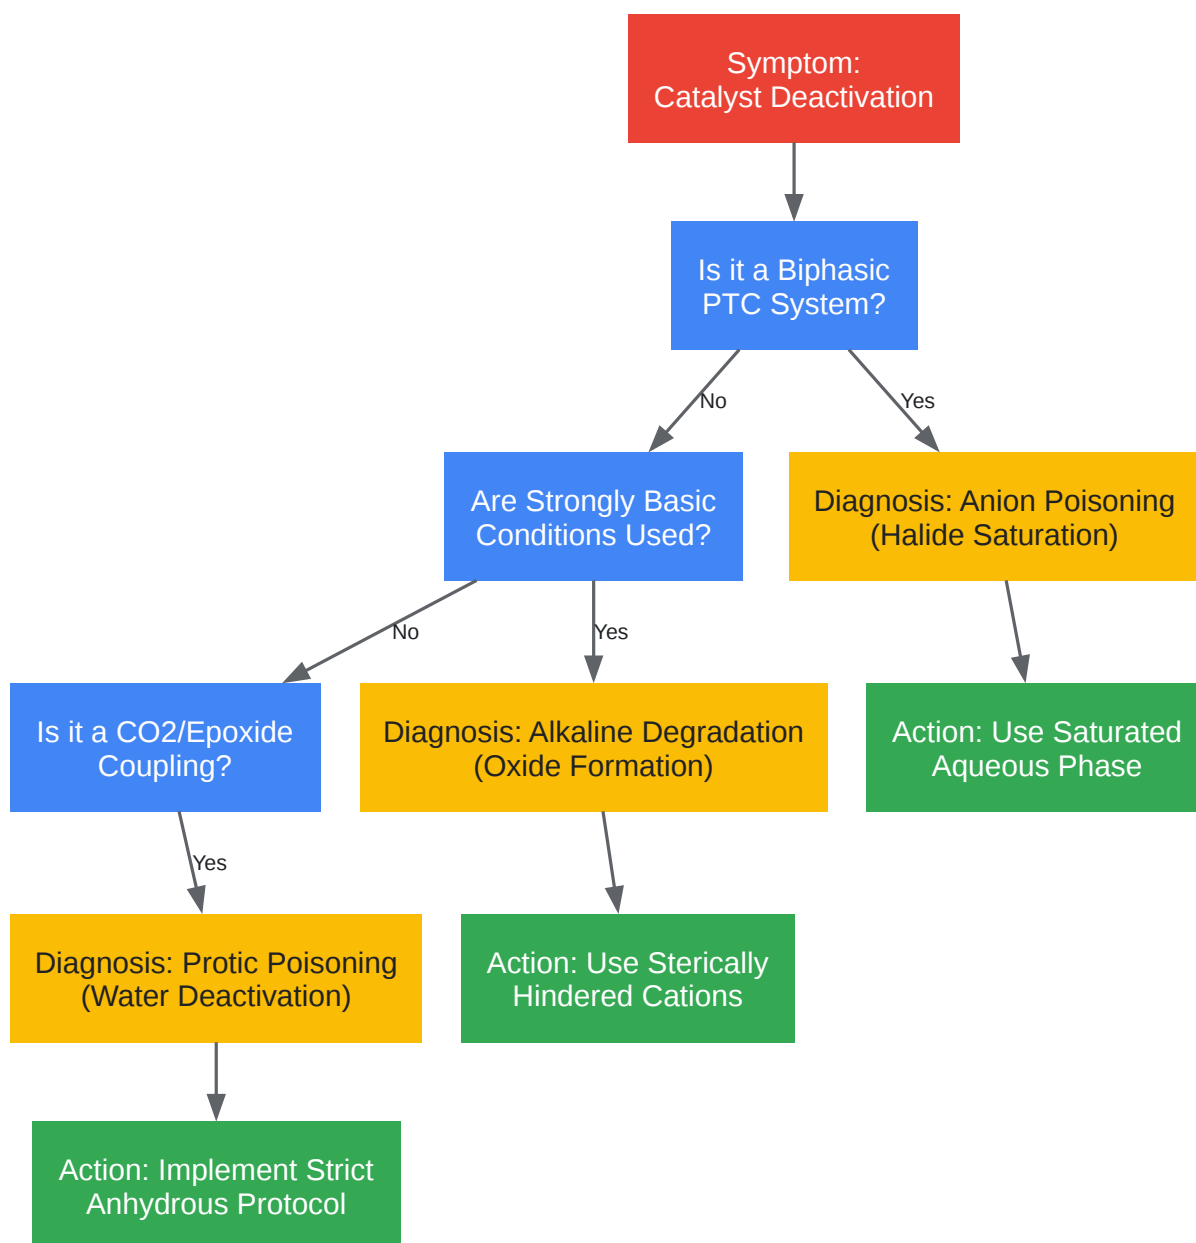 Symptom:
Catalyst Deactivation
Is it a Biphasic
PTC System?
No
Yes
Are Strongly Basic
Conditions Used?
Diagnosis: Anion Poisoning
(Halide Saturation)
No
Yes
Is it a CO2/Epoxide
Coupling?
Diagnosis: Alkaline Degradation
(Oxide Formation)
Action: Use Saturated
Aqueous Phase
Yes
Diagnosis: Protic Poisoning
(Water Deactivation)
Action: Use Sterically
Hindered Cations
Action: Implement Strict
Anhydrous Protocol